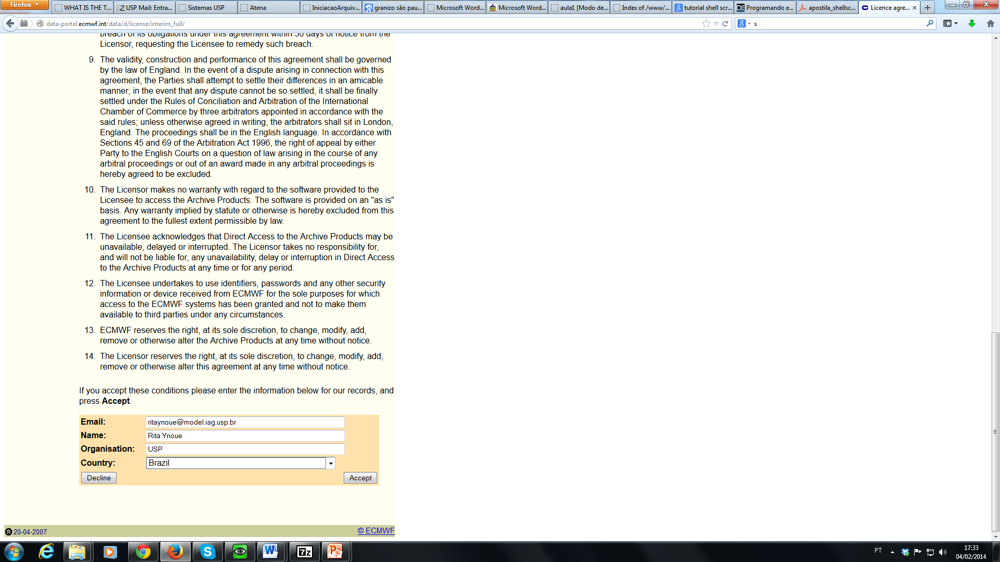 Firefox
WHAT IS THE T...
USP Mail: Entra...
Sistemas USP
Atena
IniciacaoArquiv...
granizo são pau...
Microsoft Word...
Microsoft Word...
aula1 [Modo de...
Index of /www/...
tutorial shell scr...
Programando e...
apostila_shellsc...
Licence agre...
data-portal.ecmwf.int/data/d/license/interim_full/
s
breach of its obligations under this agreement within 30 days of notice from the
Licensor, requesting the Licensee to remedy such breach.
9. The validity, construction and performance of this agreement shall be governed
by the law of England. In the event of a dispute arising in connection with this
agreement, the Parties shall attempt to settle their differences in an amicable
manner; in the event that any dispute cannot be so settled, it shall be finally
settled under the Rules of Conciliation and Arbitration of the International
Chamber of Commerce by three arbitrators appointed in accordance with the
said rules; unless otherwise agreed in writing, the arbitrators shall sit in London,
England. The proceedings shall be in the English language. In accordance with
Sections 45 and 69 of the Arbitration Act 1996, the right of appeal by either
Party to the English Courts on a question of law arising in the course of any
arbitral proceedings or out of an award made in any arbitral proceedings is
hereby agreed to be excluded.
10. The Licensor makes no warranty with regard to the software provided to the
Licensee to access the Archive Products. The software is provided on an "as is"
basis. Any warranty implied by statute or otherwise is hereby excluded from this
agreement to the fullest extent permissible by law.
11. The Licensee acknowledges that Direct Access to the Archive Products may be
unavailable, delayed or interrupted. The Licensor takes no responsibility for,
and will not be liable for, any unavailability, delay or interruption in Direct Access
to the Archive Products at any time or for any period.
12. The Licensee undertakes to use identifiers, passwords and any other security
information or device received from ECMWF for the sole purposes for which
access to the ECMWF systems has been granted and not to make them
available to third parties under any circumstances.
13. ECMWF reserves the right, at its sole discretion, to change, modify, add,
remove or otherwise alter the Archive Products at any time without notice.
14. The Licensor reserves the right, at its sole discretion, to change, modify, add,
remove or otherwise alter this agreement at any time without notice.
If you accept these conditions please enter the information below for our records, and
press Accept.
Email: ritaynoue@model.iag.usp.br
Name: Rita Ynoue
Organisation: USP
Country: Brazil
Decline Accept
20-04-2007 © ECMWF
PT 17:33
04/02/2014